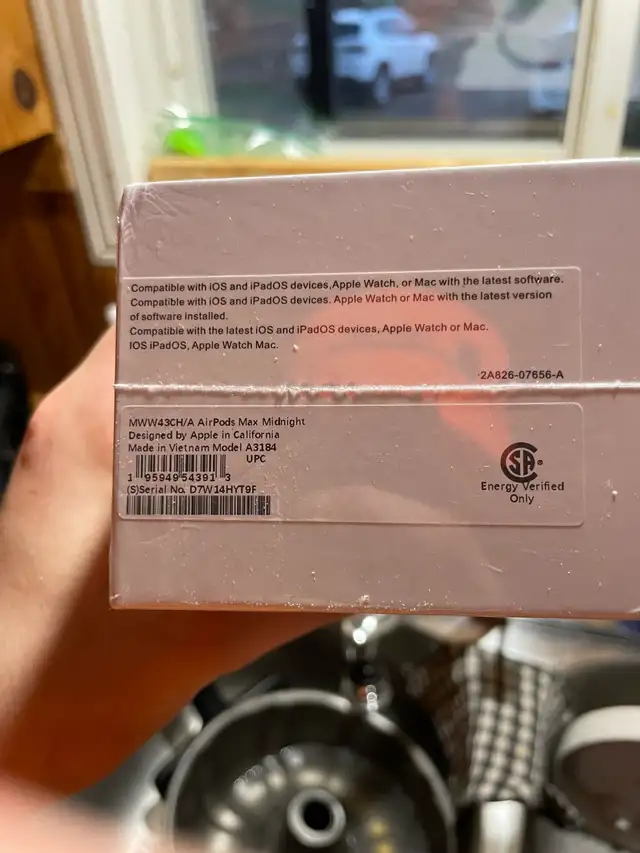 Compatible with iOS and iPadOS devices,Apple Watch, or Mac with the latest software.
Compatible with iOS and iPadOS devices. Apple Watch or Mac with the latest version
of software installed.
Compatible with the latest iOS and iPadOS devices, Apple Watch or Mac.
IOS iPadOS, Apple Watch Mac.
2A826-07656-A
MWW43CH/A AirPods Max Midnight
Designed by Apple in California
Made in Vietnam Model A3184
UPC
1 95949 54391 3
(S)Serial No. D7W14HYT9F
SA®
Energy Verified
Only